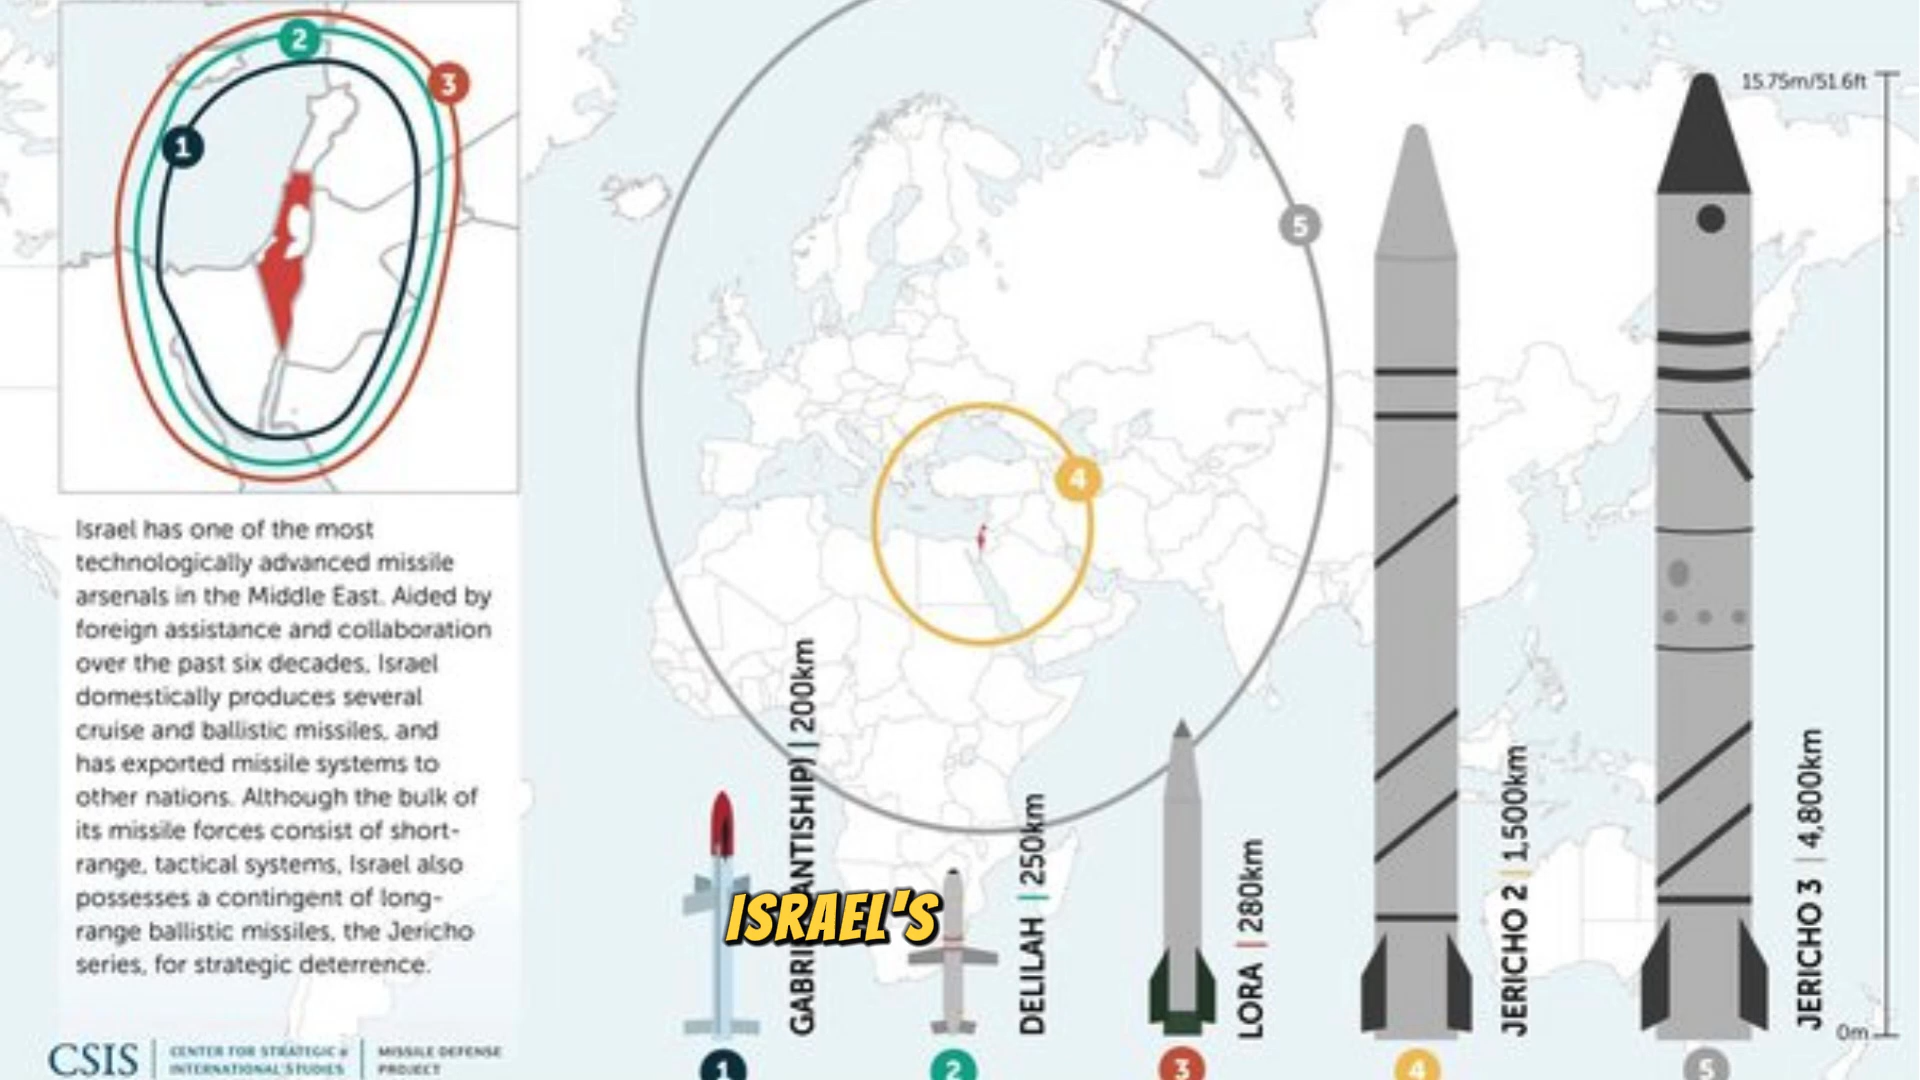 2
3
1
15.75m/51.6ft
5
4
Israel has one of the most
technologically advanced missile
arsenals in the Middle East. Aided by
foreign assistance and collaboration
over the past six decades, Israel
domestically produces several
cruise and ballistic missiles, and
has exported missile systems to
other nations. Although the bulk of
its missile forces consist of short-
range, tactical systems, Israel also
possesses a contingent of long-
range ballistic missiles, the Jericho
series, for strategic deterrence.
(ANTISHIP) | 200km
DELILAH | 250km
LORA | 280km
JERICHO 2 | 1,500km
JERICHO 3 | 4,800km
ISRAEL'S
0m
CSIS | CENTER FOR STRATEGIC & | MISSILE DEFENSE
INTERNATIONAL STUDIES | PROJECT
1
2
3
4
5